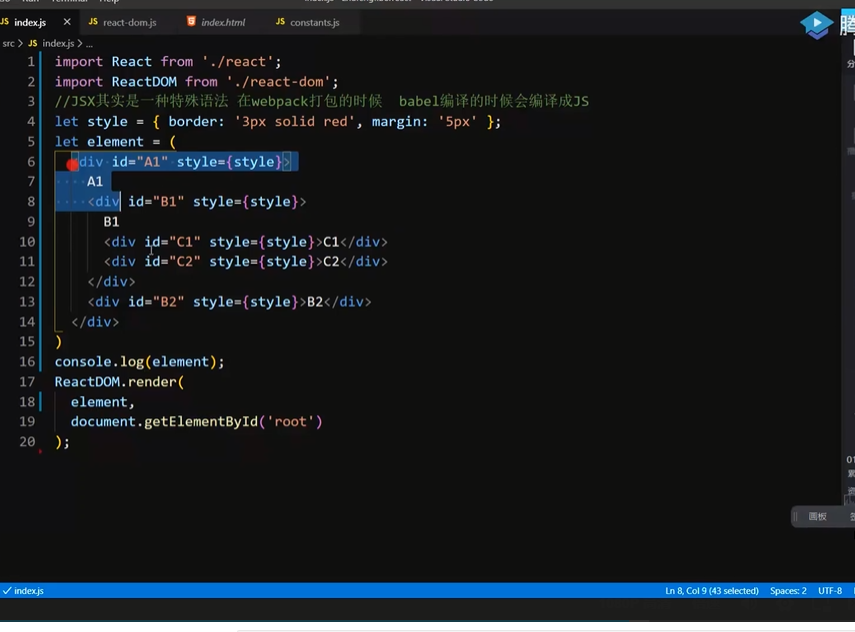 JS index.js × JS react-dom.js index.html JS constants.js
src > JS index.js > ...
1 import React from './react';
2 import ReactDOM from './react-dom';
3 //JSX其实是一种特殊语法 在webpack打包的时候 babel编译的时候会编译成JS
4 let style = { border: '3px solid red', margin: '5px' };
5 let element = (
6 <div id="A1" style={style}>
7 A1
8 <div id="B1" style={style}>
9 B1
10 <div id="C1" style={style}>C1</div>
11 <div id="C2" style={style}>C2</div>
12 </div>
13 <div id="B2" style={style}>B2</div>
14 </div>
15 )
16 console.log(element);
17 ReactDOM.render(
18 element,
19 document.getElementById('root')
20 );
腾
分
画板
index.js Ln 8, Col 9 (43 selected) Spaces: 2 UTF-8